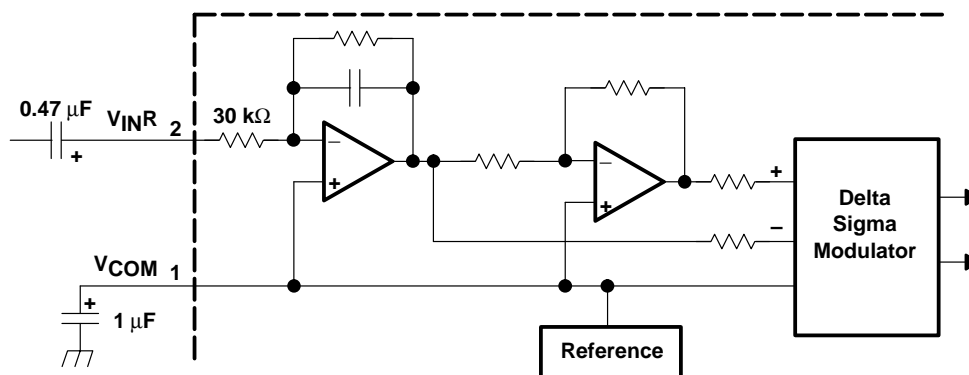 0.47 μF
VINR 2
30 kΩ
−
+
−
+
+
−
Delta
Sigma
Modulator
VCOM 1
+
+
1 μF
Reference